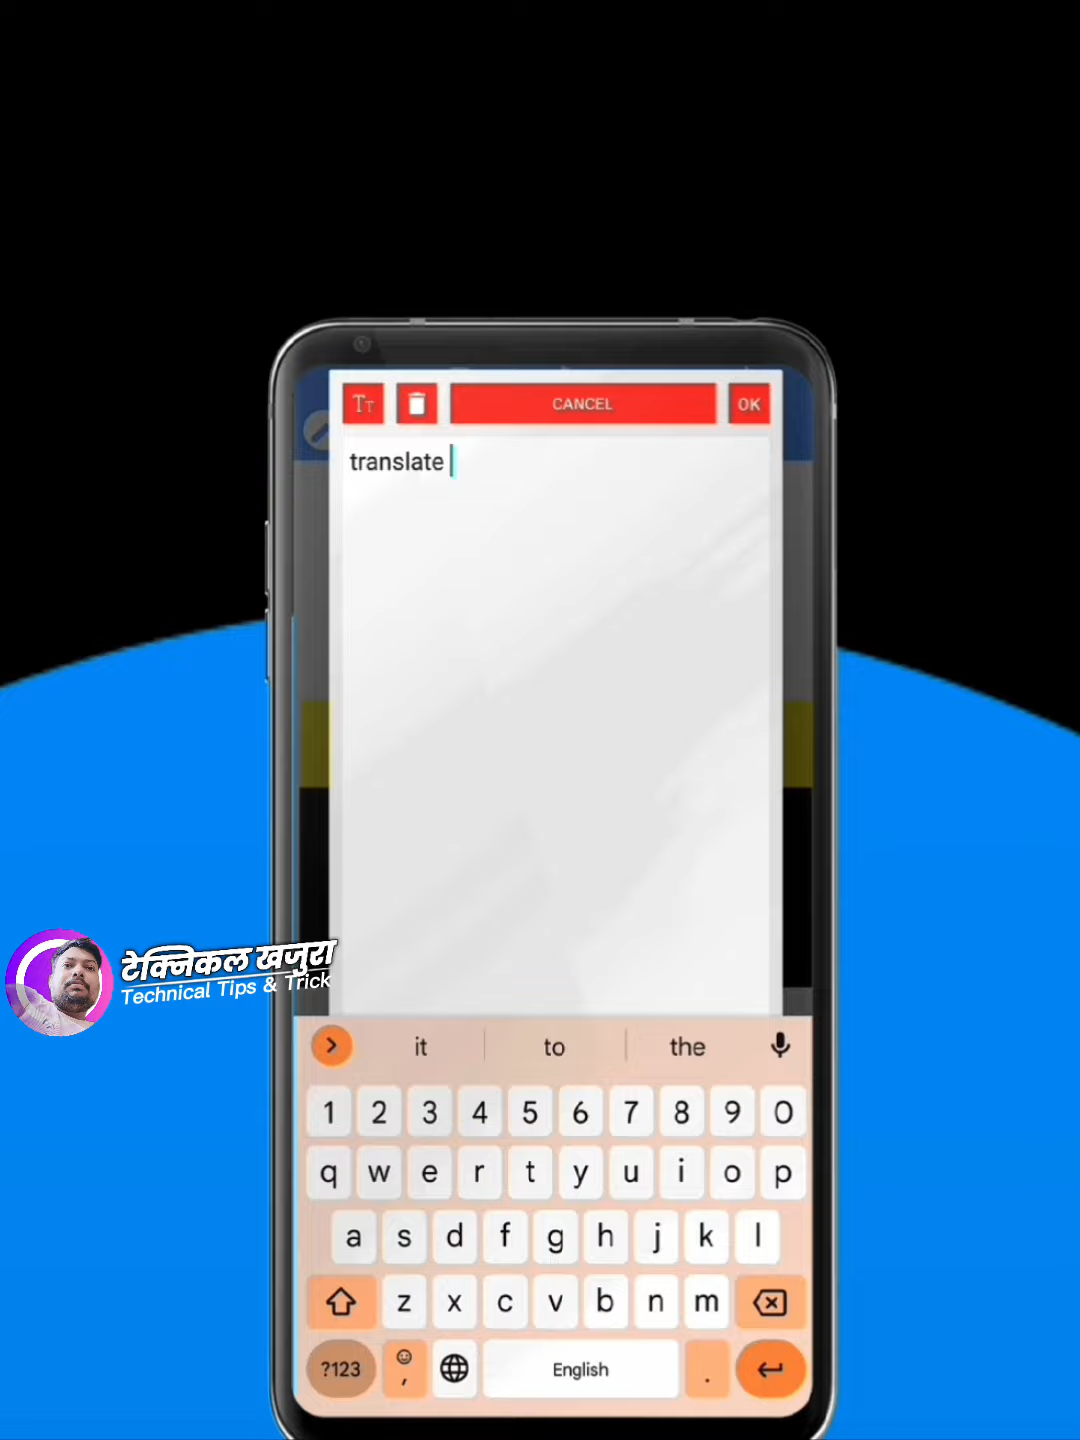 TT
CANCEL
OK
translate
टेक्निकल खजुरा
Technical Tips & Trick
it
to
the
1 2 3 4 5 6 7 8 9 0
q w e r t y u i o p
a s d f g h j k l
z x c v b n m
?123
,
English
.